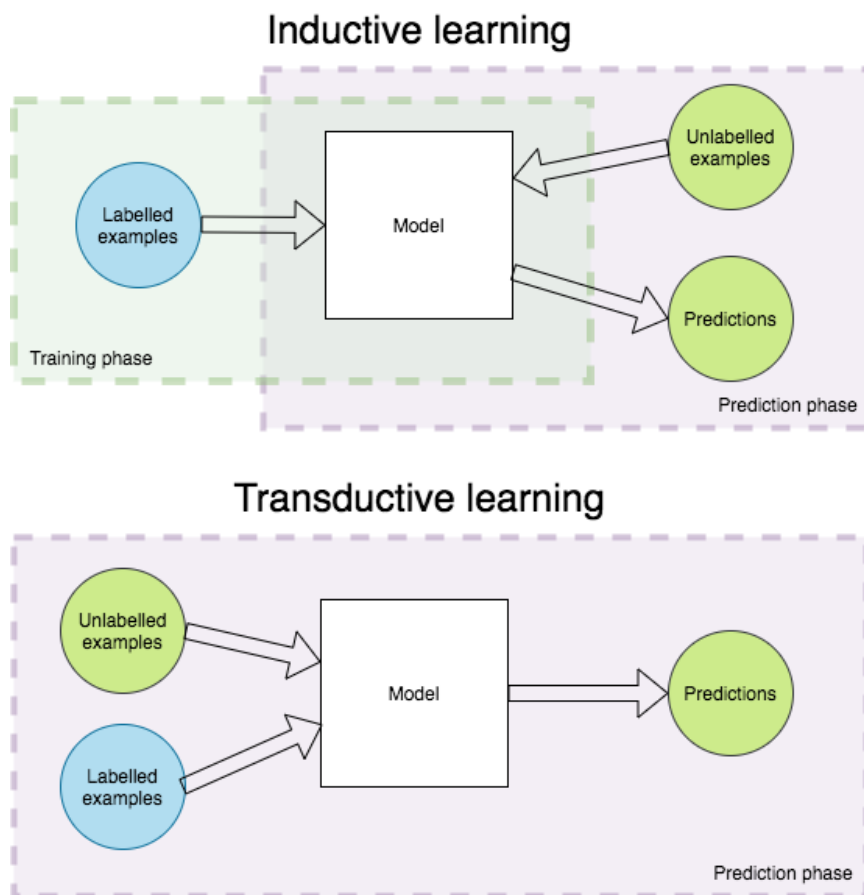 Inductive learning
Unlabelled
examples
Labelled
examples
Model
Predictions
Training phase
Prediction phase
Transductive learning
Unlabelled
examples
Model
Predictions
Labelled
examples
Prediction phase